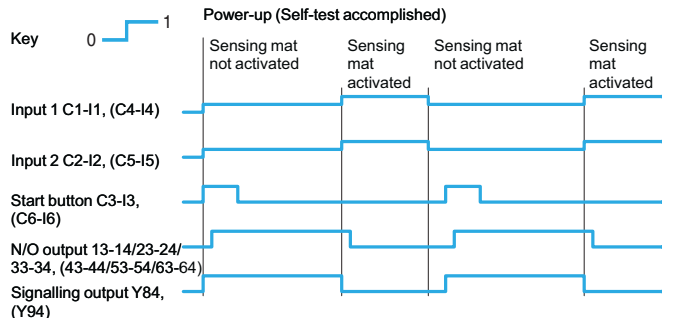 Power-up (Self-test accomplished)
Key
0
1
Sensing mat
not activated
Sensing
mat
activated
Sensing mat
not activated
Sensing
mat
activated
Input 1 C1-I1, (C4-I4)
Input 2 C2-I2, (C5-I5)
Start button C3-I3,
(C6-I6)
N/O output 13-14/23-24/
33-34, (43-44/53-54/63-64)
Signalling output Y84,
(Y94)